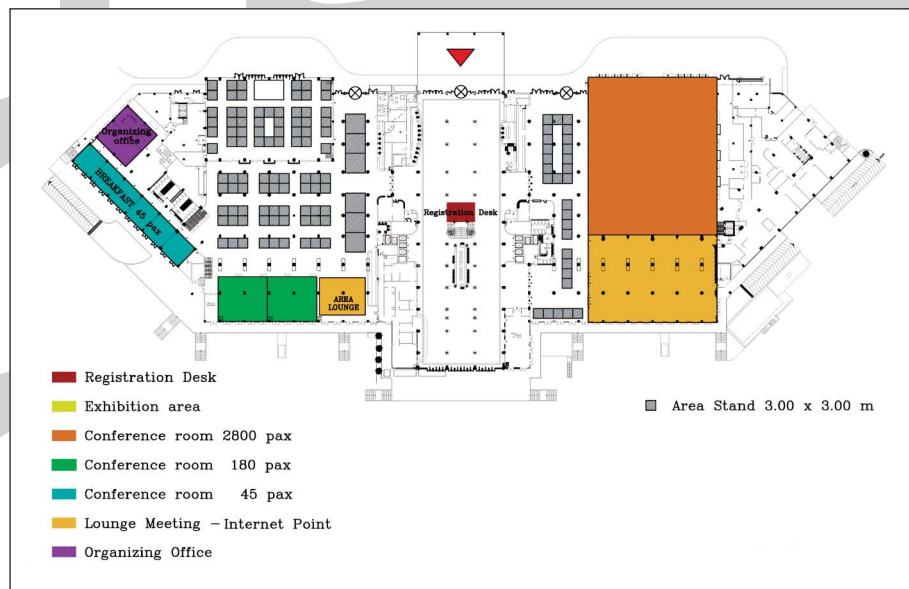 Organizing
office
BREAKFAST 45 pax
Registration Desk
AREA
LOUNGE
Registration Desk
Exhibition area
Conference room 2800 pax
Conference room 180 pax
Conference room 45 pax
Lounge Meeting - Internet Point
Organizing Office
Area Stand 3.00 x 3.00 m